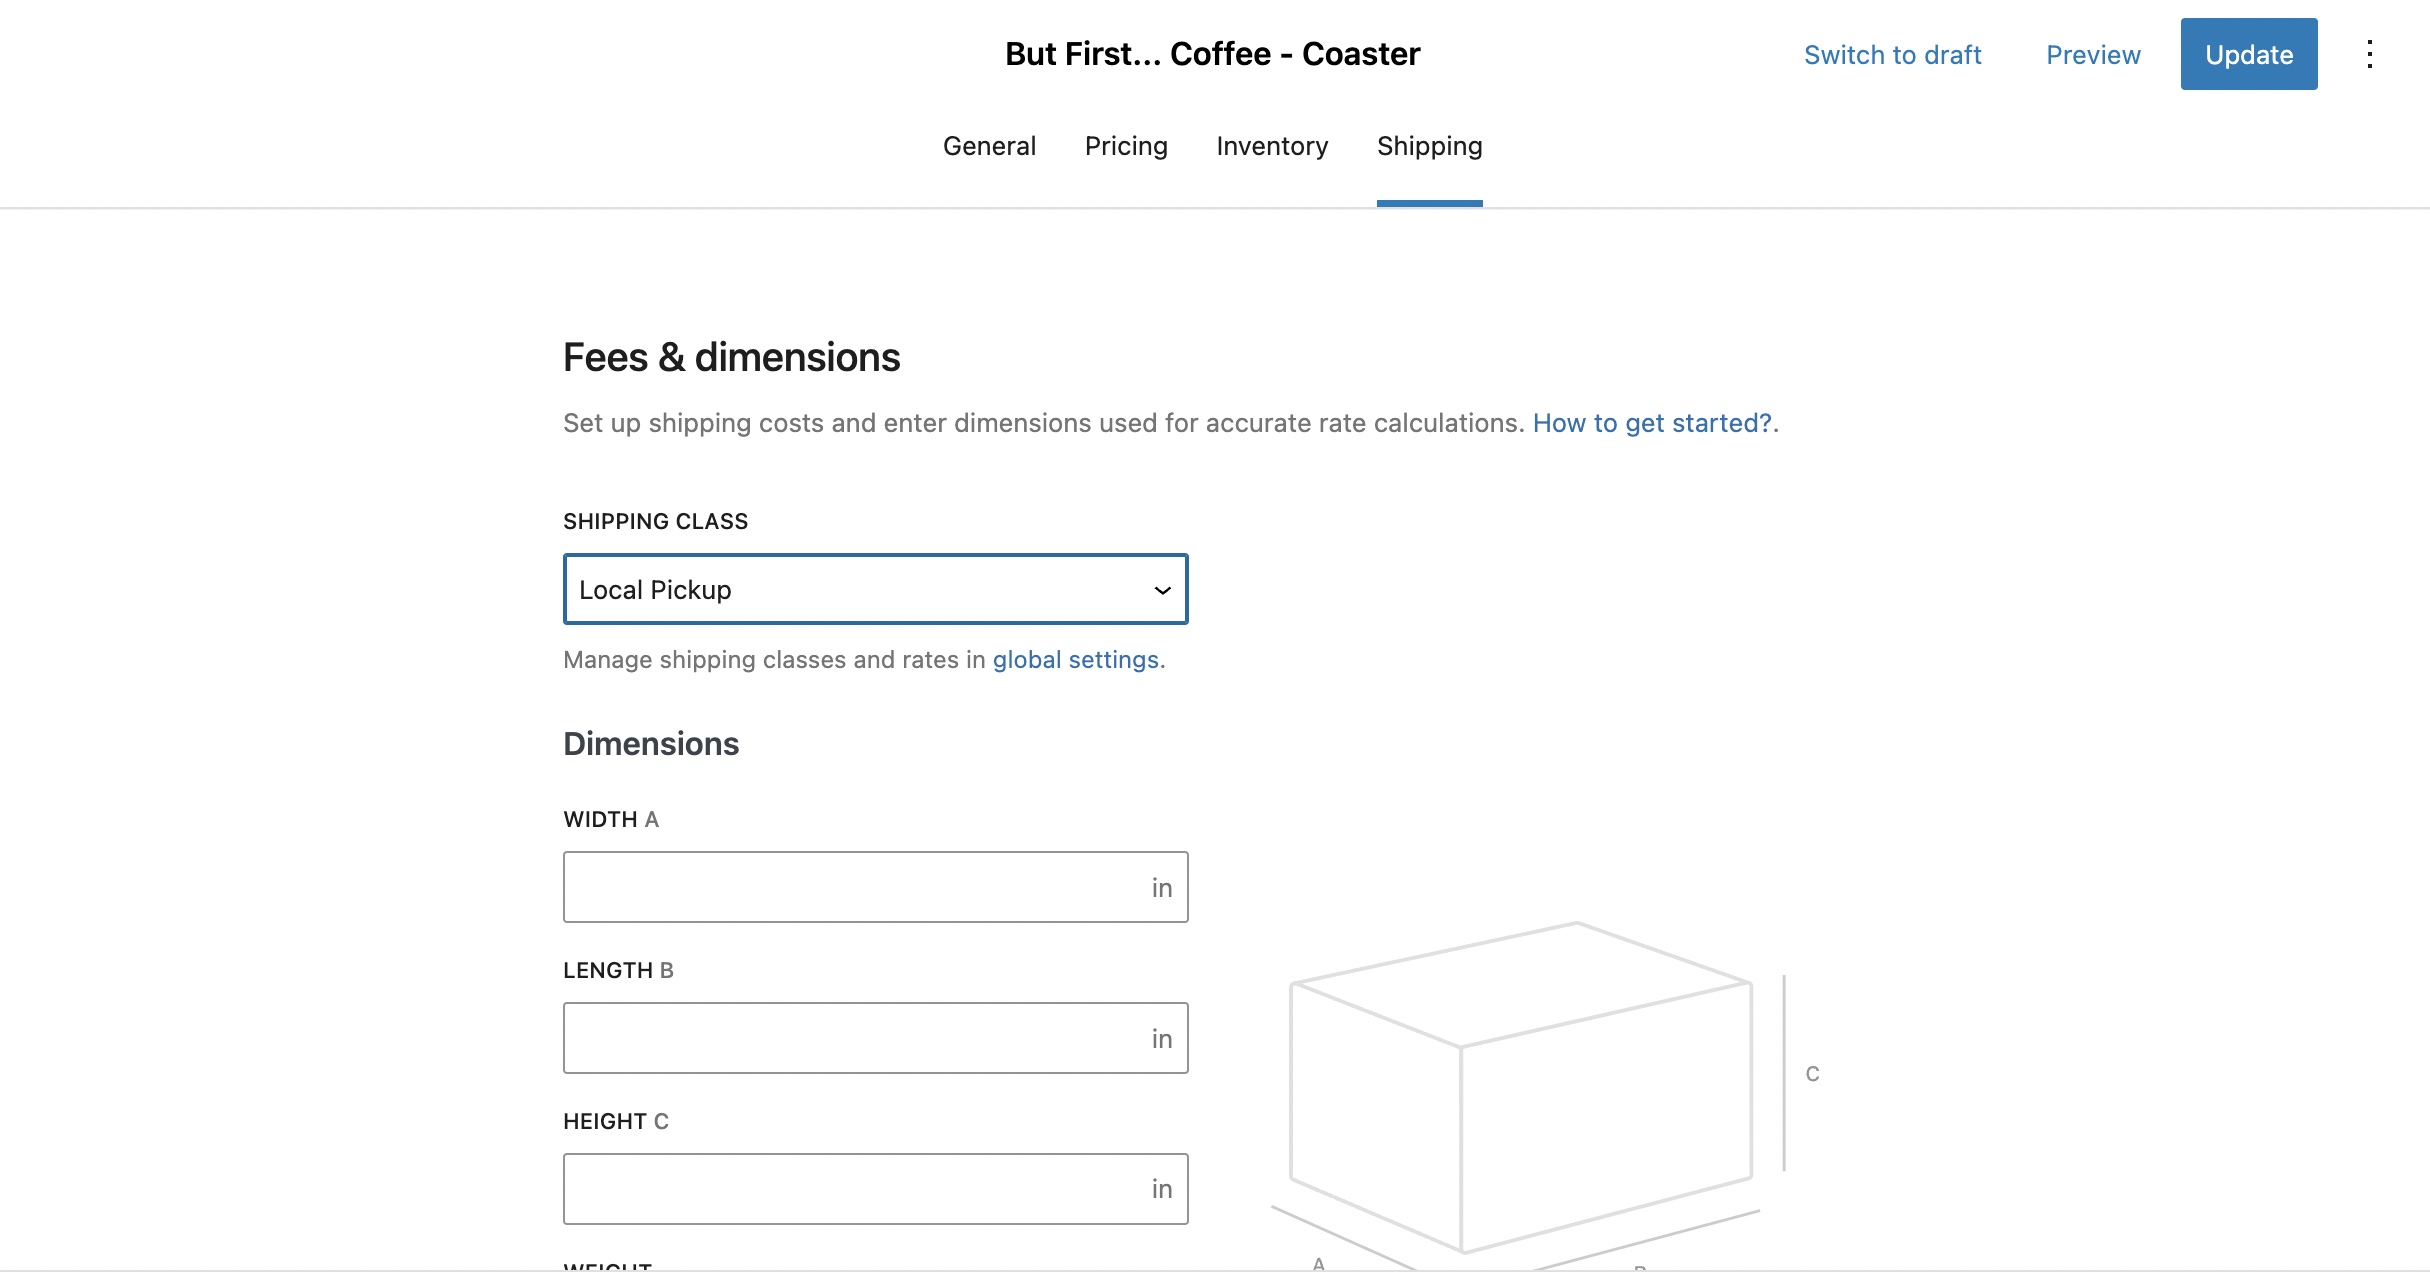 But First... Coffee - Coaster
Switch to draft
Preview
Update
General
Pricing
Inventory
Shipping
Fees & dimensions
Set up shipping costs and enter dimensions used for accurate rate calculations. How to get started?.
SHIPPING CLASS
Local Pickup
Manage shipping classes and rates in global settings.
Dimensions
WIDTH A
in
LENGTH B
in
HEIGHT C
in
C
A
B
WEIGHT